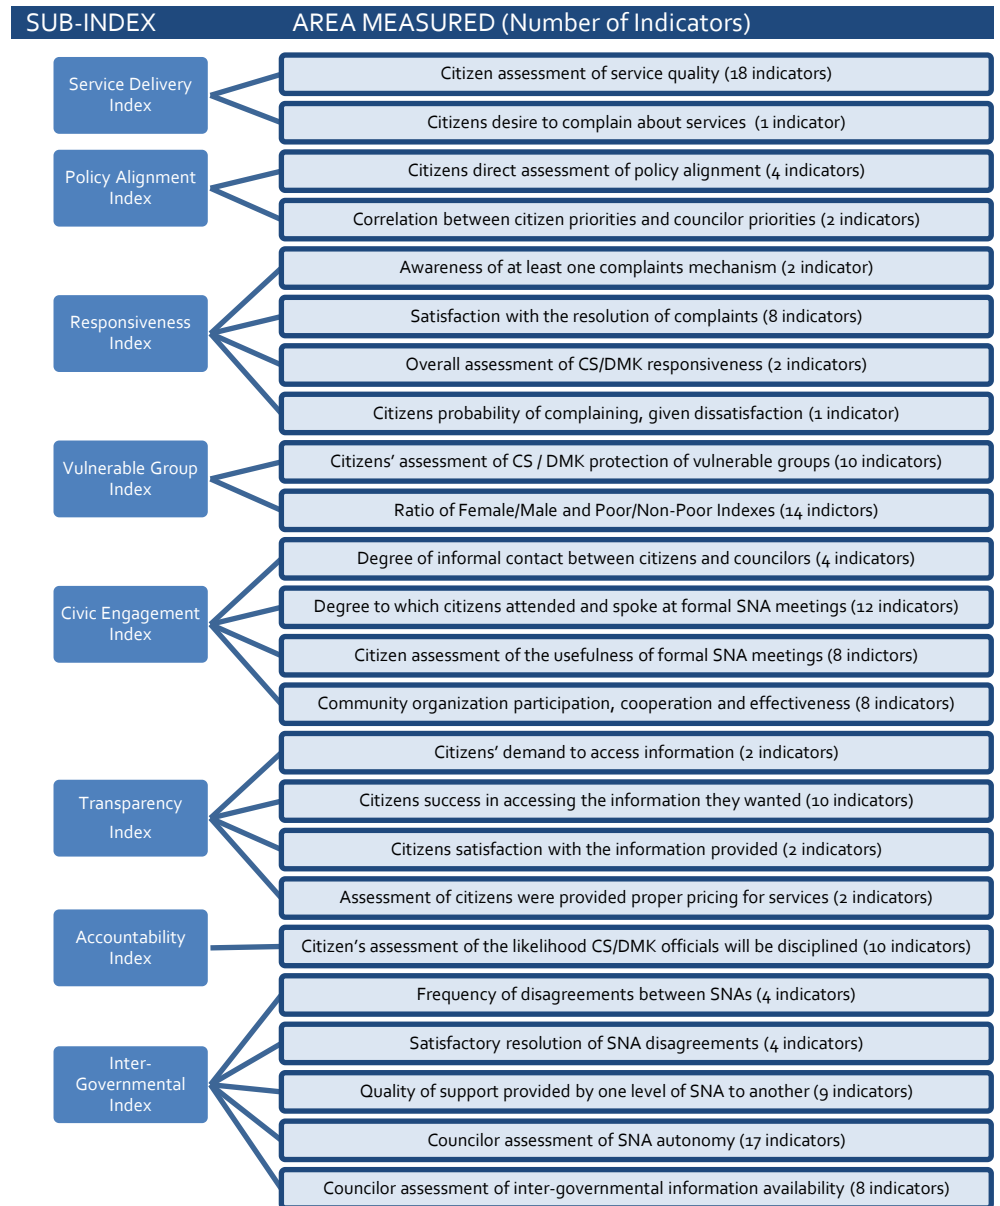 SUB-INDEX AREA MEASURED (Number of Indicators)
Service Delivery
Index
Citizen assessment of service quality (18 indicators)
Citizens desire to complain about services (1 indicator)
Policy Alignment
Index
Citizens direct assessment of policy alignment (4 indicators)
Correlation between citizen priorities and councilor priorities (2 indicators)
Responsiveness
Index
Awareness of at least one complaints mechanism (2 indicator)
Satisfaction with the resolution of complaints (8 indicators)
Overall assessment of CS/DMK responsiveness (2 indicators)
Citizens probability of complaining, given dissatisfaction (1 indicator)
Vulnerable Group
Index
Citizens’ assessment of CS / DMK protection of vulnerable groups (10 indicators)
Ratio of Female/Male and Poor/Non-Poor Indexes (14 indictors)
Civic Engagement
Index
Degree of informal contact between citizens and councilors (4 indicators)
Degree to which citizens attended and spoke at formal SNA meetings (12 indicators)
Citizen assessment of the usefulness of formal SNA meetings (8 indictors)
Community organization participation, cooperation and effectiveness (8 indicators)
Transparency
Index
Citizens’ demand to access information (2 indicators)
Citizens success in accessing the information they wanted (10 indicators)
Citizens satisfaction with the information provided (2 indicators)
Assessment of citizens were provided proper pricing for services (2 indicators)
Accountability
Index
Citizen’s assessment of the likelihood CS/DMK officials will be disciplined (10 indicators)
Inter-
Governmental
Index
Frequency of disagreements between SNAs (4 indicators)
Satisfactory resolution of SNA disagreements (4 indicators)
Quality of support provided by one level of SNA to another (9 indicators)
Councilor assessment of SNA autonomy (17 indicators)
Councilor assessment of inter-governmental information availability (8 indicators)